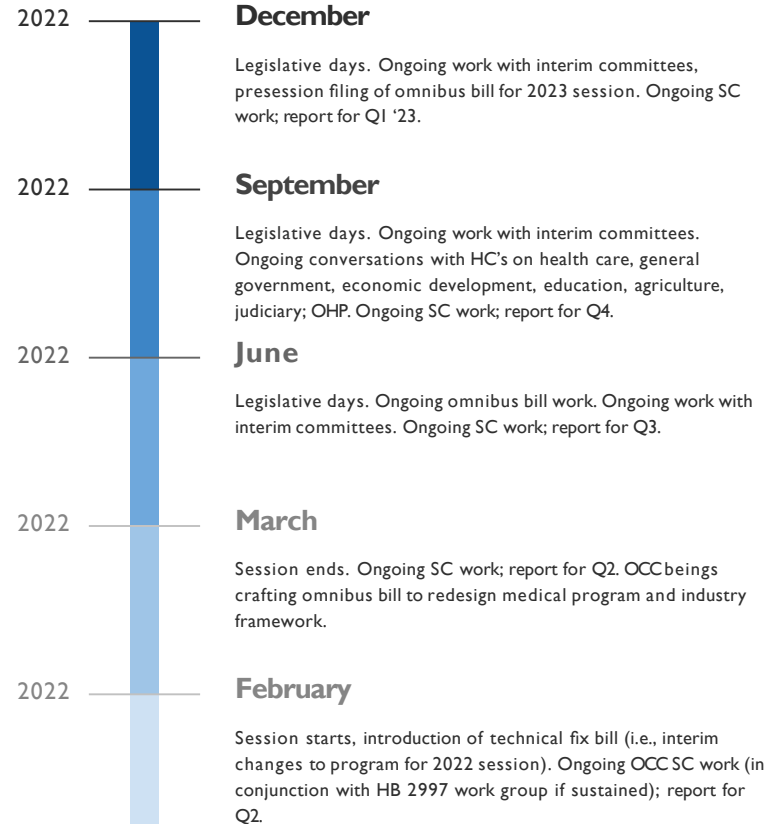 2022 December
Legislative days. Ongoing work with interim committees,
presession filing of omnibus bill for 2023 session. Ongoing SC
work; report for Q1 ‘23.
2022 September
Legislative days. Ongoing work with interim committees.
Ongoing conversations with HC's on health care, general
government, economic development, education, agriculture,
judiciary; OHP. Ongoing SC work; report for Q4.
2022 June
Legislative days. Ongoing omnibus bill work. Ongoing work with
interim committees. Ongoing SC work; report for Q3.
2022 March
Session ends. Ongoing SC work; report for Q2. OCC beings
crafting omnibus bill to redesign medical program and industry
framework.
2022 February
Session starts, introduction of technical fix bill (i.e., interim
changes to program for 2022 session). Ongoing OCC SC work (in
conjunction with HB 2997 work group if sustained); report for
Q2.